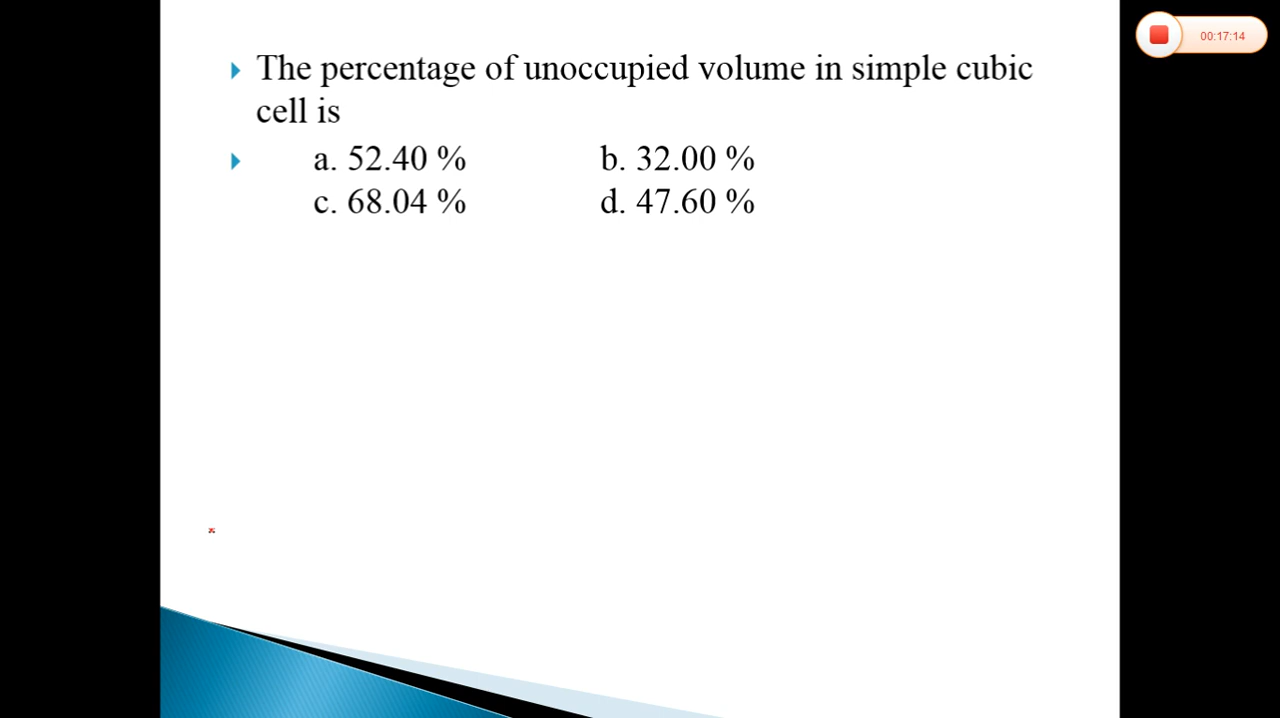 00:17:14
The percentage of unoccupied volume in simple cubic
cell is
a. 52.40 % b. 32.00 %
c. 68.04 % d. 47.60 %